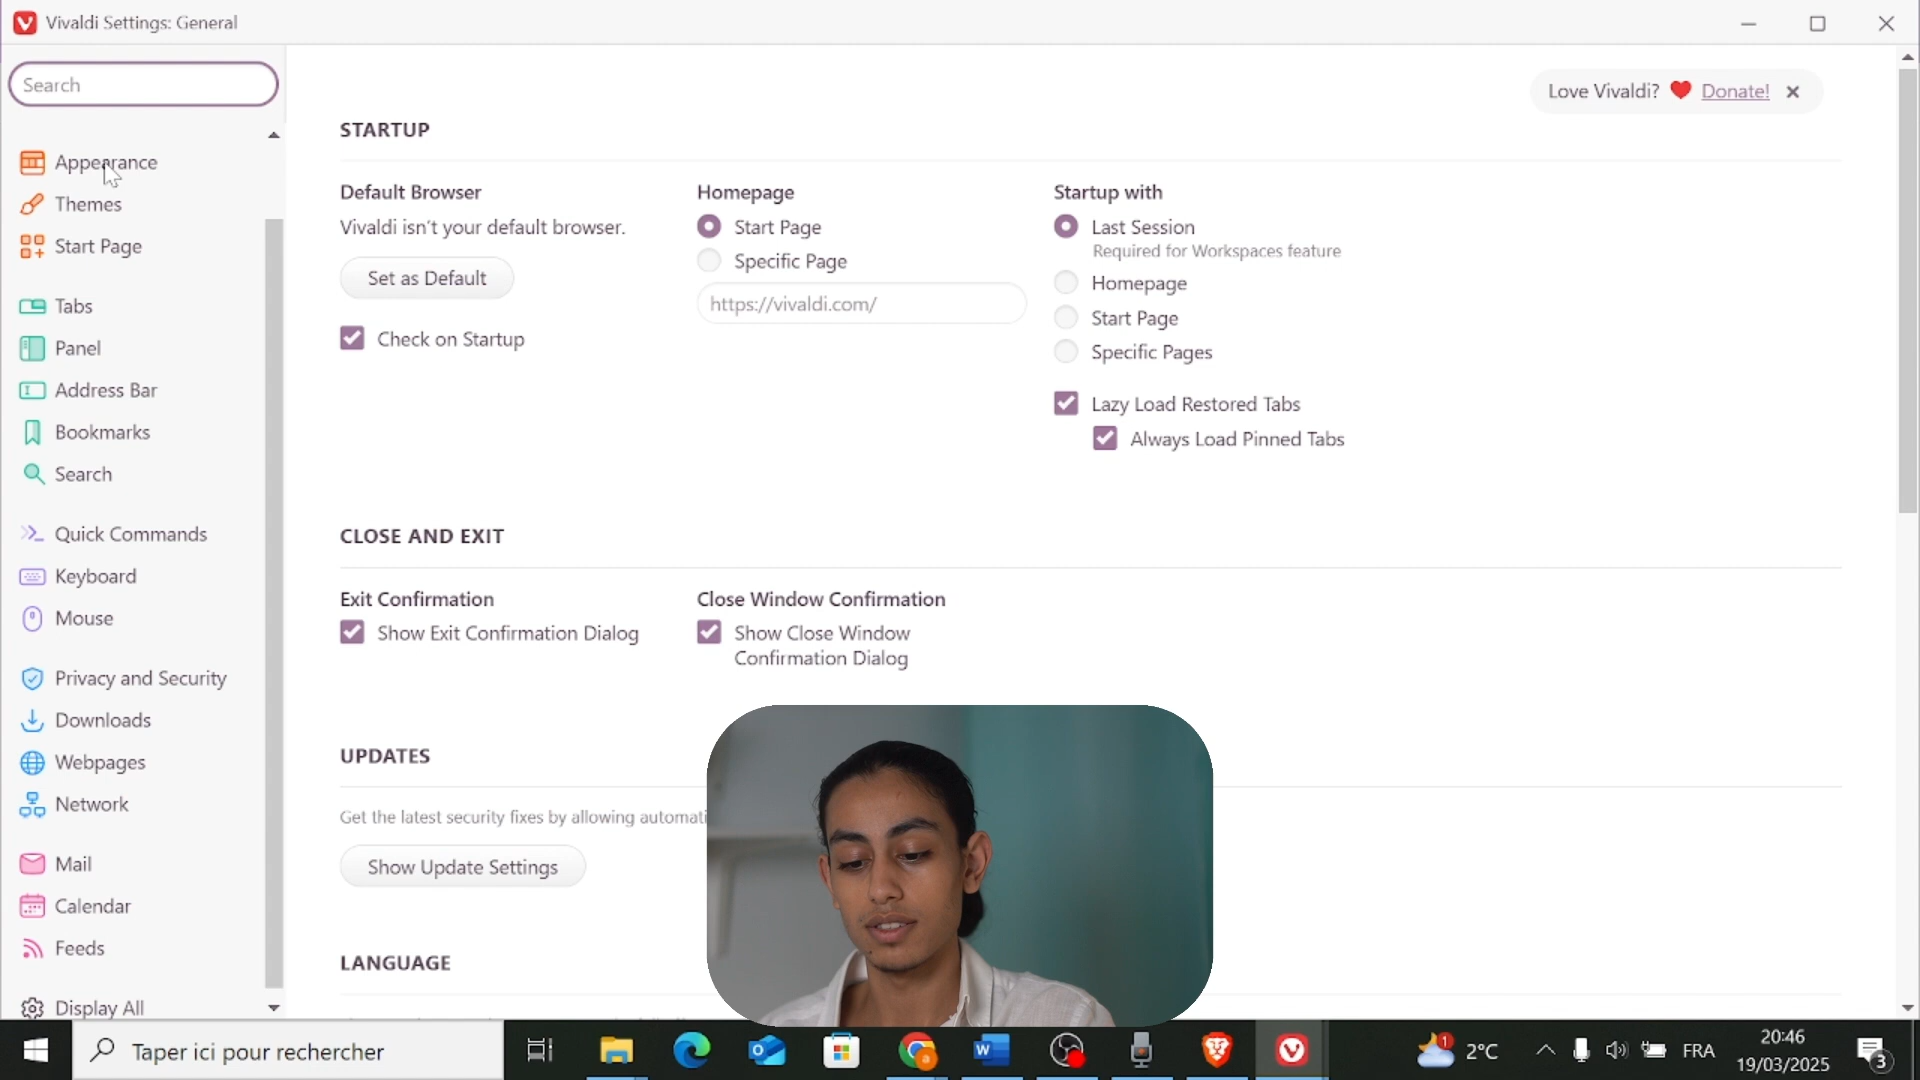 Vivaldi Settings: General
Search
Appearance
Themes
Start Page
Tabs
Panel
Address Bar
Bookmarks
Search
Quick Commands
Keyboard
Mouse
Privacy and Security
Downloads
Webpages
Network
Mail
Calendar
Feeds
Display All
Love Vivaldi? Donate!
STARTUP
Default Browser
Vivaldi isn't your default browser.
Set as Default
Check on Startup
Homepage
Start Page
Specific Page
https://vivaldi.com/
Startup with
Last Session
Required for Workspaces feature
Homepage
Start Page
Specific Pages
Lazy Load Restored Tabs
Always Load Pinned Tabs
CLOSE AND EXIT
Exit Confirmation
Show Exit Confirmation Dialog
Close Window Confirmation
Show Close Window
Confirmation Dialog
UPDATES
Get the latest security fixes by allowing automati
Show Update Settings
LANGUAGE
Taper ici pour rechercher
1
2°C
FRA
20:46
19/03/2025
3